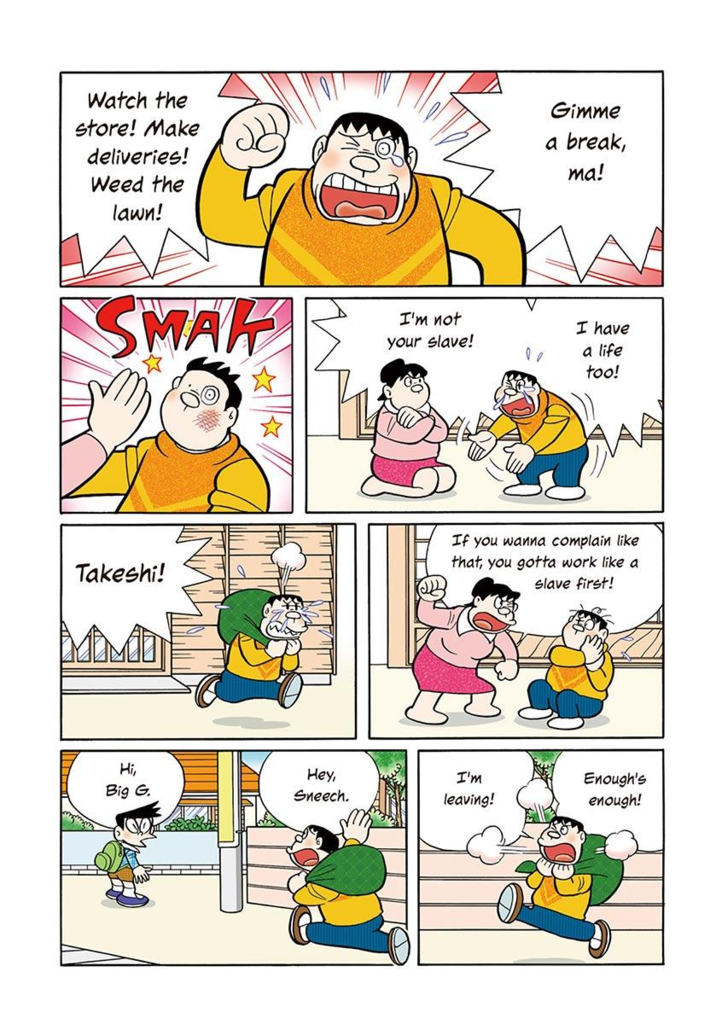 Gimme
a break,
ma!
Watch the
store! Make
deliveries!
Weed the
lawn!
I have
a life
too!
I'm not
your slave!
SMAK
If you wanna complain like
that, you gotta work like a
slave first!
Takeshi!
Enough's
enough!
I'm
leaving!
Hey,
Sneech.
Hi,
Big G.